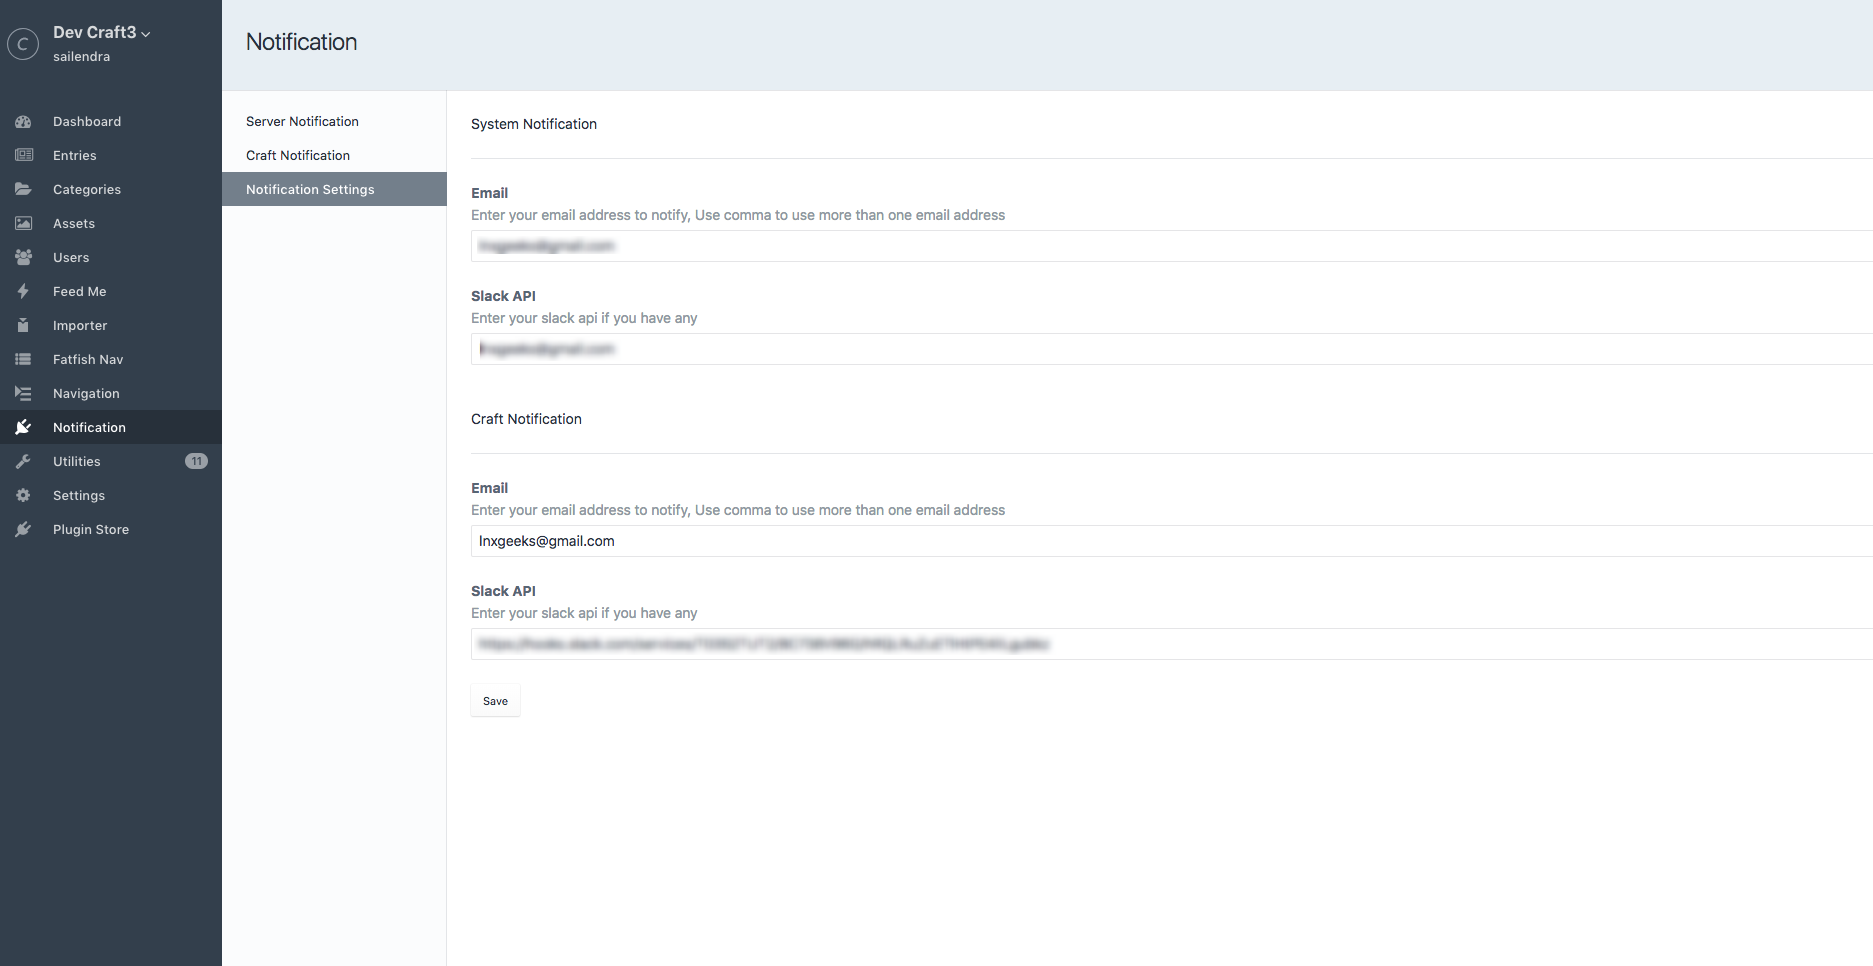 C
Dev Craft3
sailendra
Dashboard
Entries
Categories
Assets
Users
Feed Me
Importer
Fatfish Nav
Navigation
Notification
Utilities 11
Settings
Plugin Store
Notification
Server Notification
Craft Notification
Notification Settings
System Notification
Email
Enter your email address to notify, Use comma to use more than one email address
Slack API
Enter your slack api if you have any
Craft Notification
Email
Enter your email address to notify, Use comma to use more than one email address
lnxgeeks@gmail.com
Slack API
Enter your slack api if you have any
Save